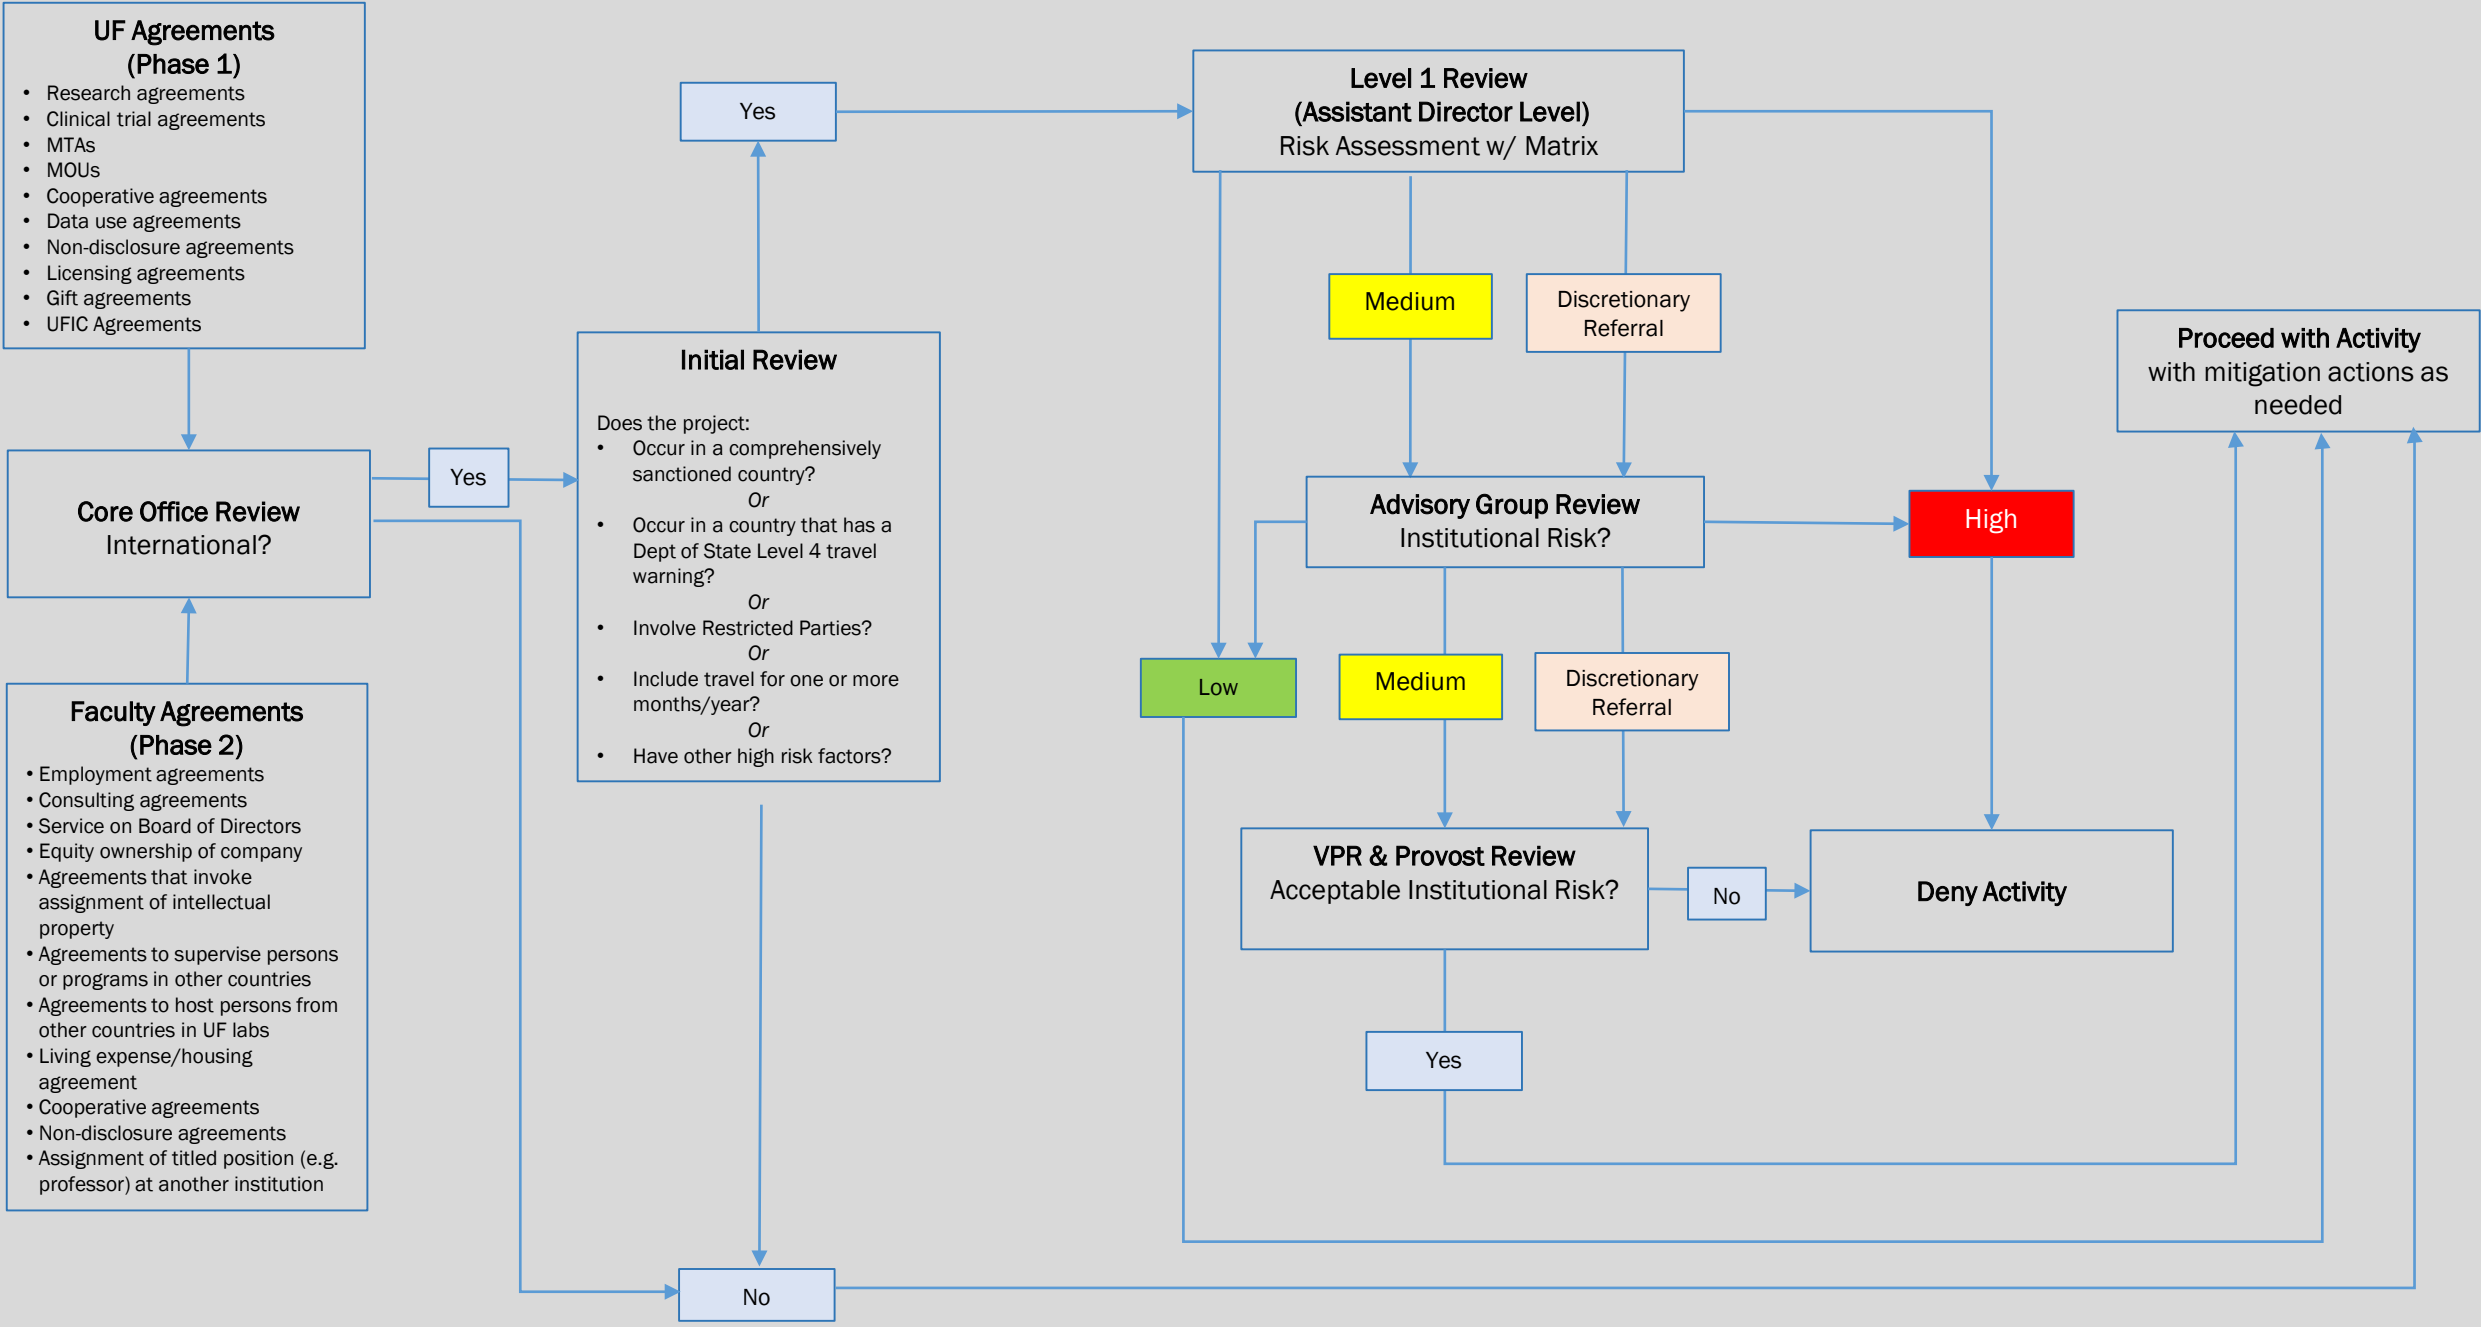 UF Agreements
(Phase 1)
• Research agreements
• Clinical trial agreements
• MTAs
• MOUs
• Cooperative agreements
• Data use agreements
• Non-disclosure agreements
• Licensing agreements
• Gift agreements
• UFIC Agreements
Core Office Review
International?
Faculty Agreements
(Phase 2)
• Employment agreements
• Consulting agreements
• Service on Board of Directors
• Equity ownership of company
• Agreements that invoke
assignment of intellectual
property
• Agreements to supervise persons
or programs in other countries
• Agreements to host persons from
other countries in UF labs
• Living expense/housing
agreement
• Cooperative agreements
• Non-disclosure agreements
• Assignment of titled position (e.g.
professor) at another institution
Yes
Yes
Initial Review
Does the project:
• Occur in a comprehensively
sanctioned country?
Or
• Occur in a country that has a
Dept of State Level 4 travel
warning?
Or
• Involve Restricted Parties?
Or
• Include travel for one or more
months/year?
Or
• Have other high risk factors?
No
Level 1 Review
(Assistant Director Level)
Risk Assessment w/ Matrix
Medium
Discretionary
Referral
Advisory Group Review
Institutional Risk?
High
Low
Medium
Discretionary
Referral
VPR & Provost Review
Acceptable Institutional Risk?
No
Deny Activity
Yes
Proceed with Activity
with mitigation actions as
needed